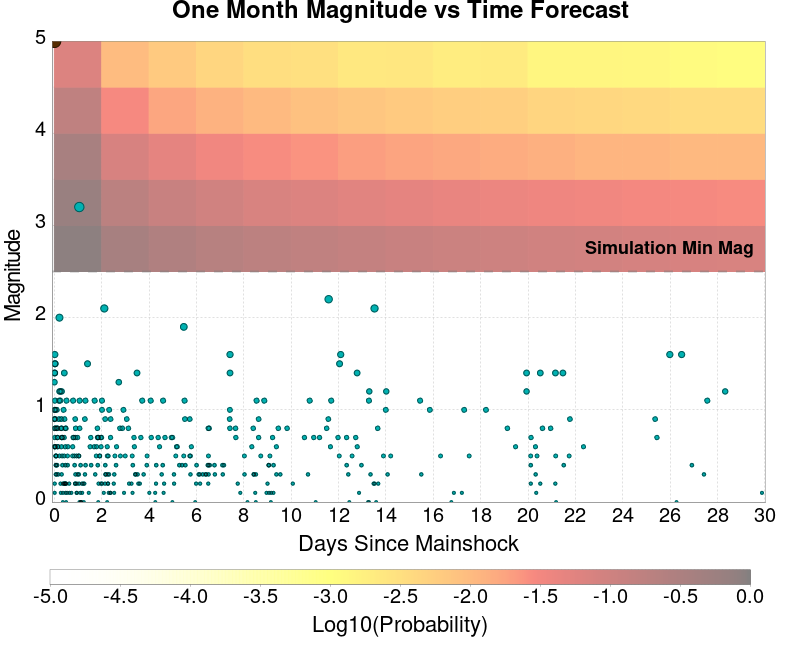 One Month Magnitude vs Time Forecast
5
4
3
2
1
0
Magnitude
Simulation Min Mag
0 2 4 6 8 10 12 14 16 18 20 22 24 26 28 30
Days Since Mainshock
-5.0 -4.5 -4.0 -3.5 -3.0 -2.5 -2.0 -1.5 -1.0 -0.5 0.0
Log10(Probability)